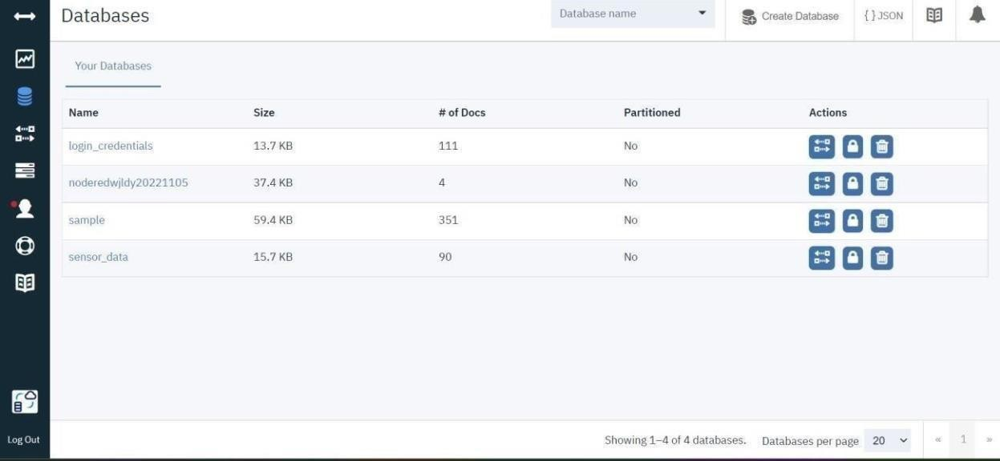 Databases
Database name
Create Database
{ } JSON
Your Databases
Name Size # of Docs Partitioned Actions
login_credentials 13.7 KB 111 No
noderedwjldy20221105 37.4 KB 4 No
sample 59.4 KB 351 No
sensor_data 15.7 KB 90 No
Log Out
Showing 1–4 of 4 databases. Databases per page 20 « 1 »